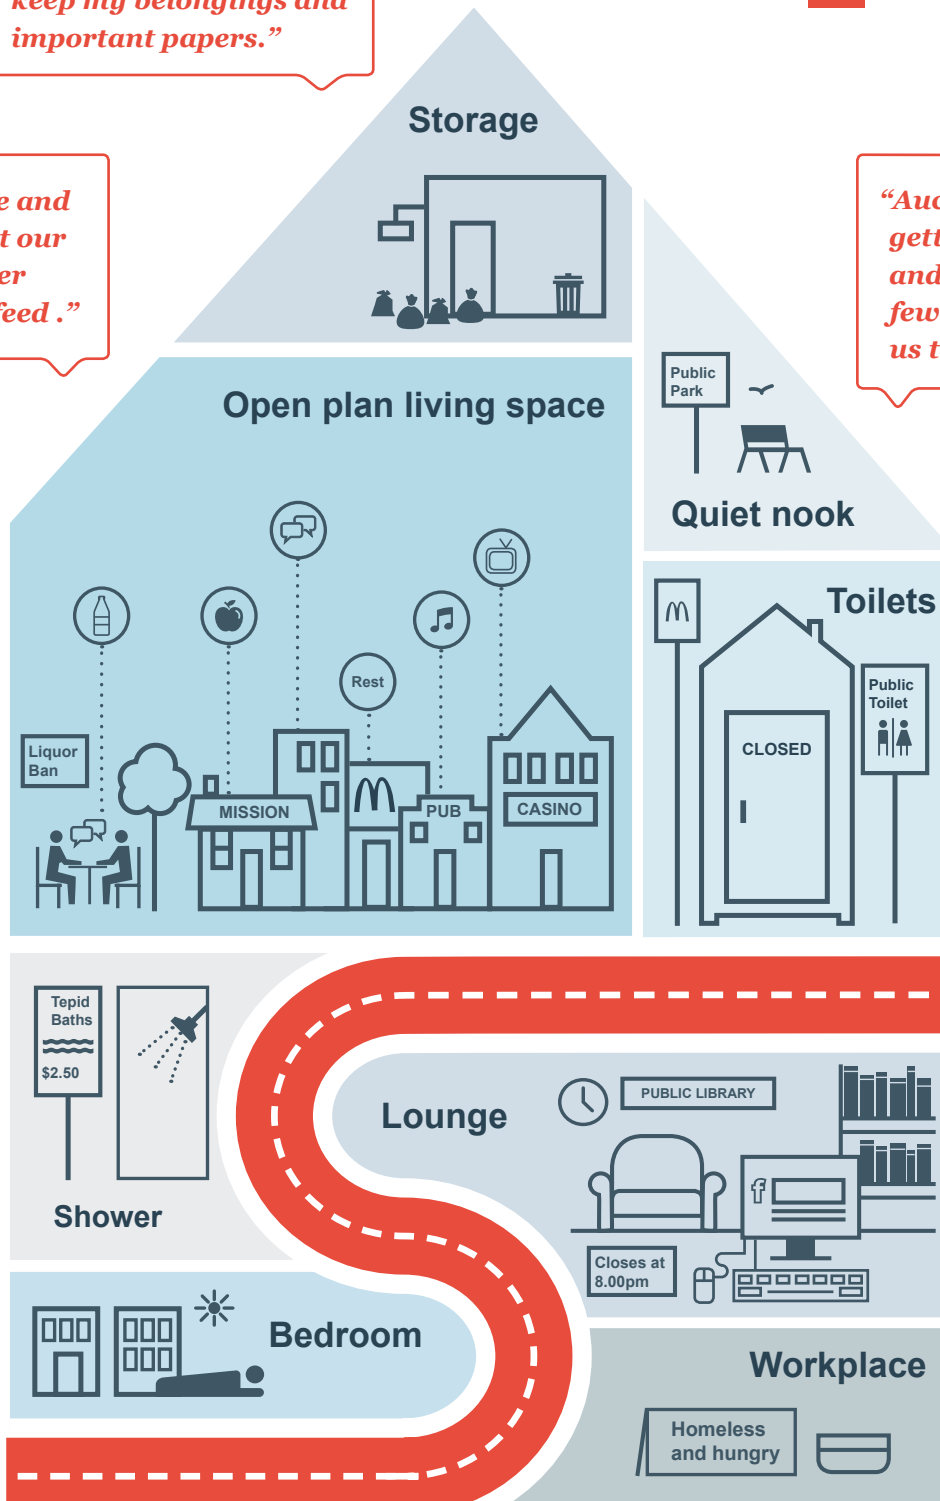 keep my belongings and
important papers.”
Storage
e and
t our
er
feed .”
“Auc
gett
and
few
us t
Public
Park
Quiet nook
Open plan living space
Rest
Liquor
Ban
MISSION
PUB
CASINO
Toilets
CLOSED
Public
Toilet
Tepid
Baths
$2.50
Shower
Lounge
PUBLIC LIBRARY
f
Closes at
8.00pm
Bedroom
Workplace
Homeless
and hungry